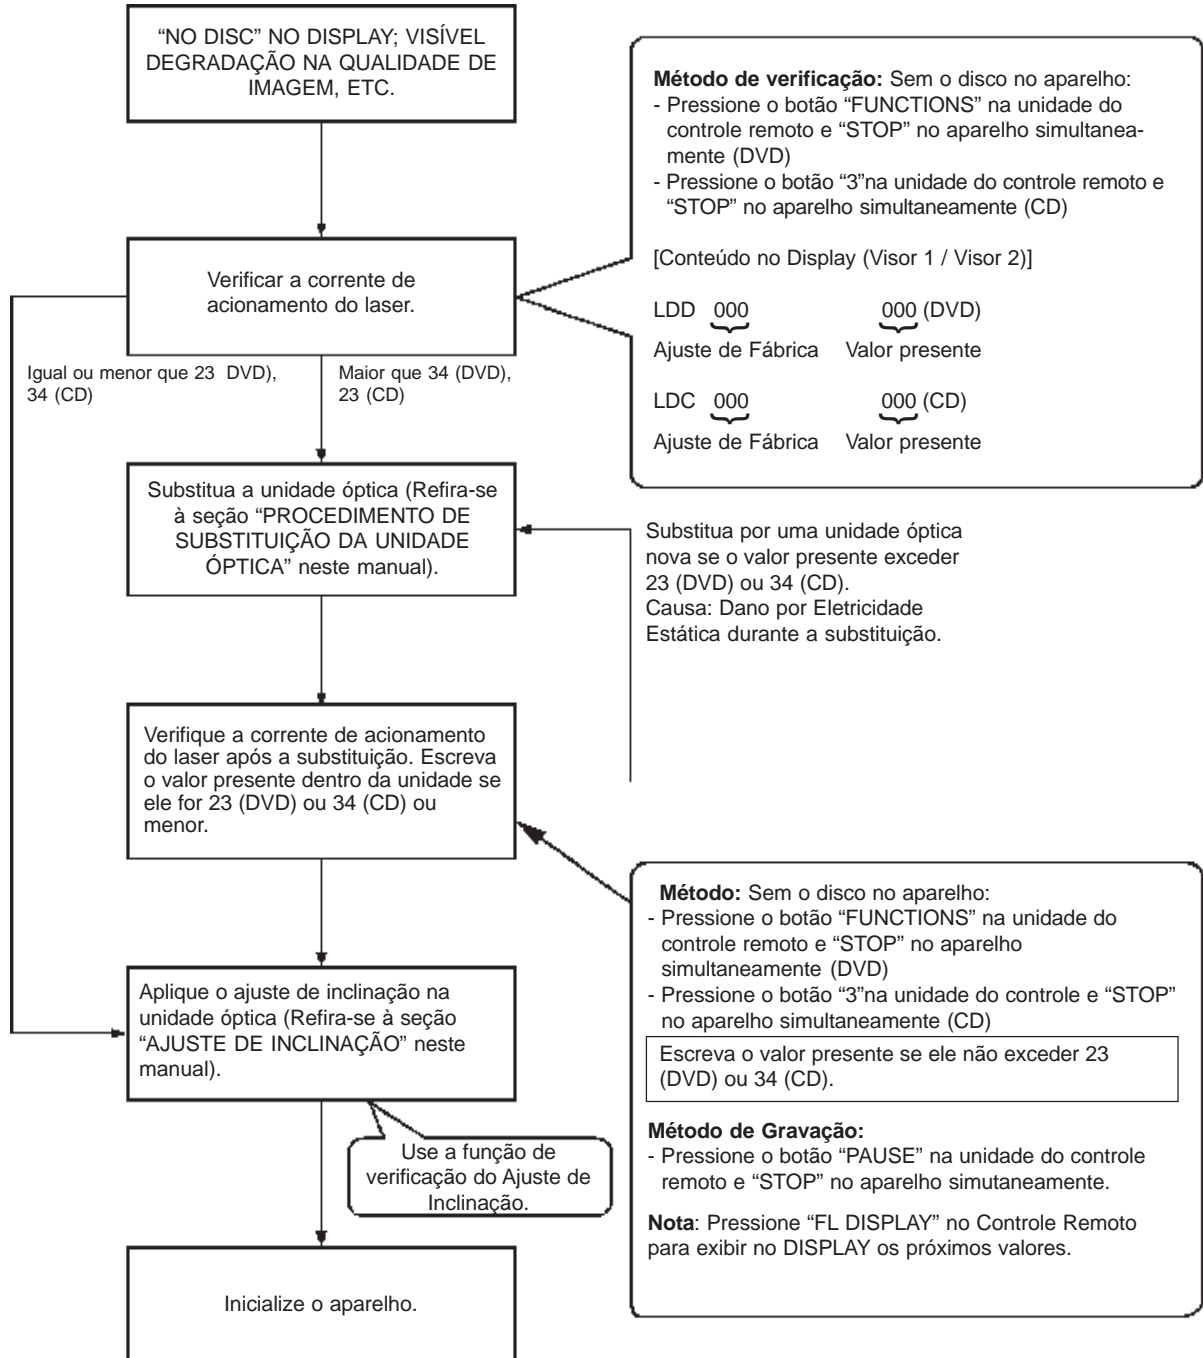 “NO DISC” NO DISPLAY; VISÍVEL
DEGRADAÇÃO NA QUALIDADE DE
IMAGEM, ETC.
Método de verificação: Sem o disco no aparelho:
- Pressione o botão “FUNCTIONS” na unidade do
controle remoto e “STOP” no aparelho simultanea-
mente (DVD)
- Pressione o botão “3”na unidade do controle remoto e
“STOP” no aparelho simultaneamente (CD)
[Conteúdo no Display (Visor 1 / Visor 2)]
LDD 000 000 (DVD)
Ajuste de Fábrica Valor presente
LDC 000 000 (CD)
Ajuste de Fábrica Valor presente
Verificar a corrente de
acionamento do laser.
Igual ou menor que 23 DVD),
34 (CD)
Maior que 34 (DVD),
23 (CD)
Substitua a unidade óptica (Refira-se
à seção “PROCEDIMENTO DE
SUBSTITUIÇÃO DA UNIDADE
ÓPTICA” neste manual).
Substitua por uma unidade óptica
nova se o valor presente exceder
23 (DVD) ou 34 (CD).
Causa: Dano por Eletricidade
Estática durante a substituição.
Verifique a corrente de acionamento
do laser após a substituição. Escreva
o valor presente dentro da unidade se
ele for 23 (DVD) ou 34 (CD) ou
menor.
Método: Sem o disco no aparelho:
- Pressione o botão “FUNCTIONS” na unidade do
controle remoto e “STOP” no aparelho
simultaneamente (DVD)
- Pressione o botão “3”na unidade do controle e “STOP”
no aparelho simultaneamente (CD)
Escreva o valor presente se ele não exceder 23
(DVD) ou 34 (CD).
Método de Gravação:
- Pressione o botão “PAUSE” na unidade do controle
remoto e “STOP” no aparelho simutaneamente.
Nota: Pressione “FL DISPLAY” no Controle Remoto
para exibir no DISPLAY os próximos valores.
Aplique o ajuste de inclinação na
unidade óptica (Refira-se à seção
“AJUSTE DE INCLINAÇÃO” neste
manual).
Use a função de
verificação do Ajuste de
Inclinação.
Inicialize o aparelho.